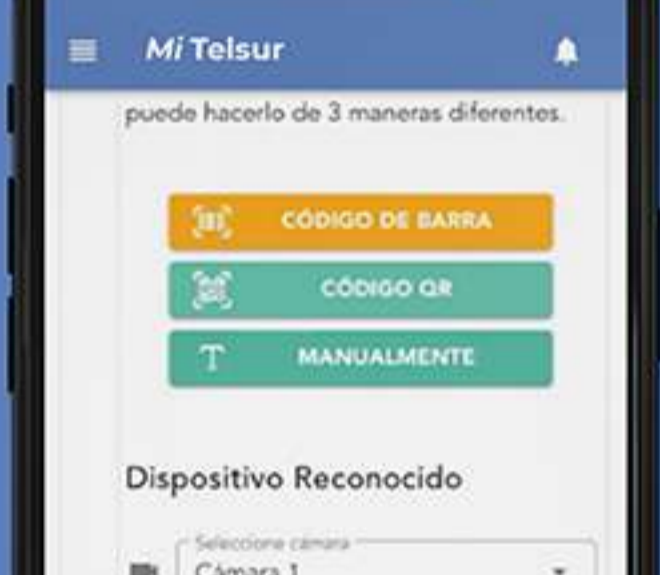 Mi Telsur
puede hacerlo de 3 maneras diferentes.
CÓDIGO DE BARRA
CÓDIGO QR
MANUALMENTE
Dispositivo Reconocido
Seleccione cámara
Cámara 1